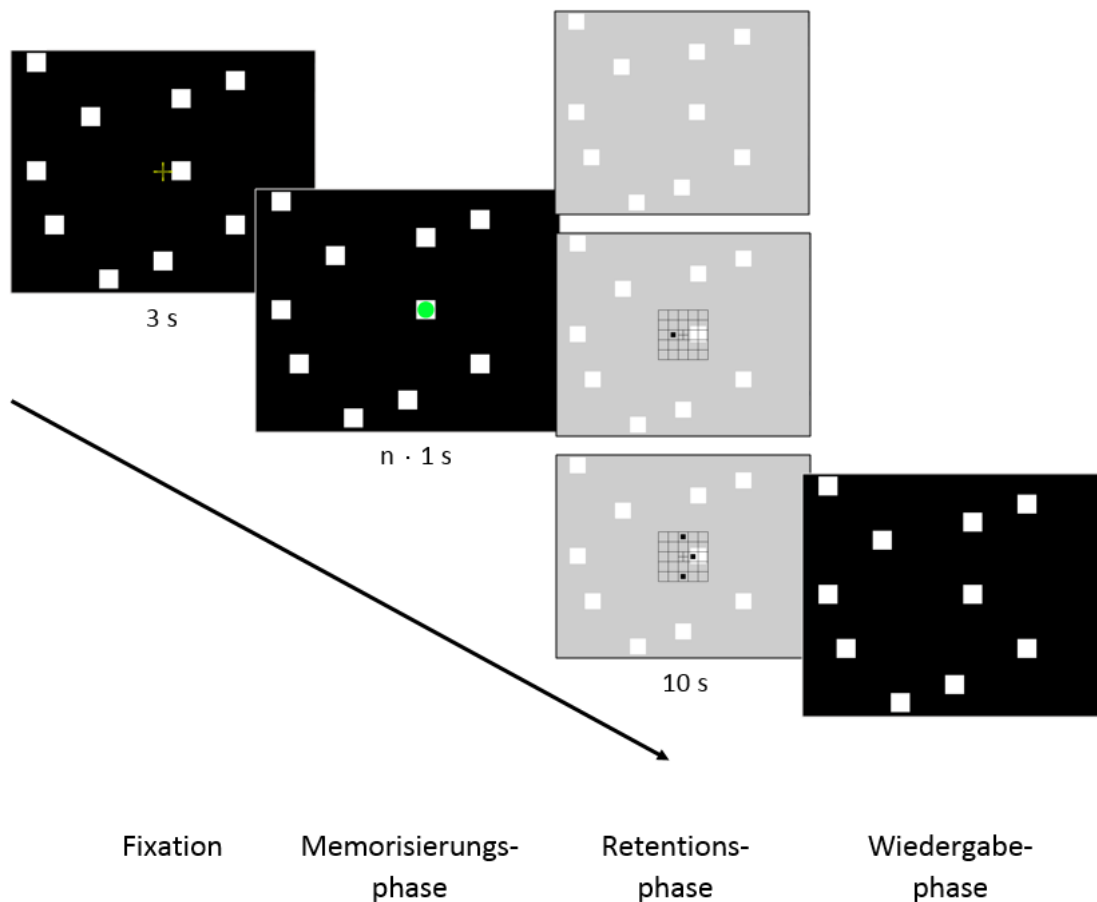 3 s
n · 1 s
10 s
Fixation
Memorisierungs-
phase
Retentions-
phase
Wiedergabe-
phase